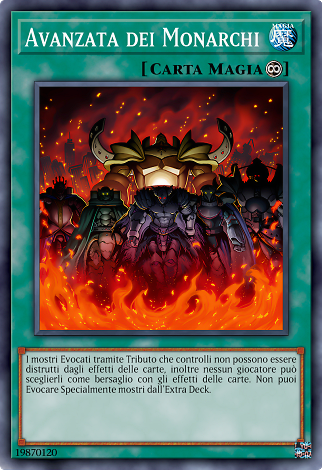 AVANZATA DEI MONARCHI
MAGIA
[CARTA MAGIA]
I mostri Evocati tramite Tributo che controlli non possono essere
distrutti dagli effetti delle carte, inoltre nessun giocatore può
sceglierli come bersaglio con gli effetti delle carte. Non puoi
Evocare Specialmente mostri dall'Extra Deck.
19870120